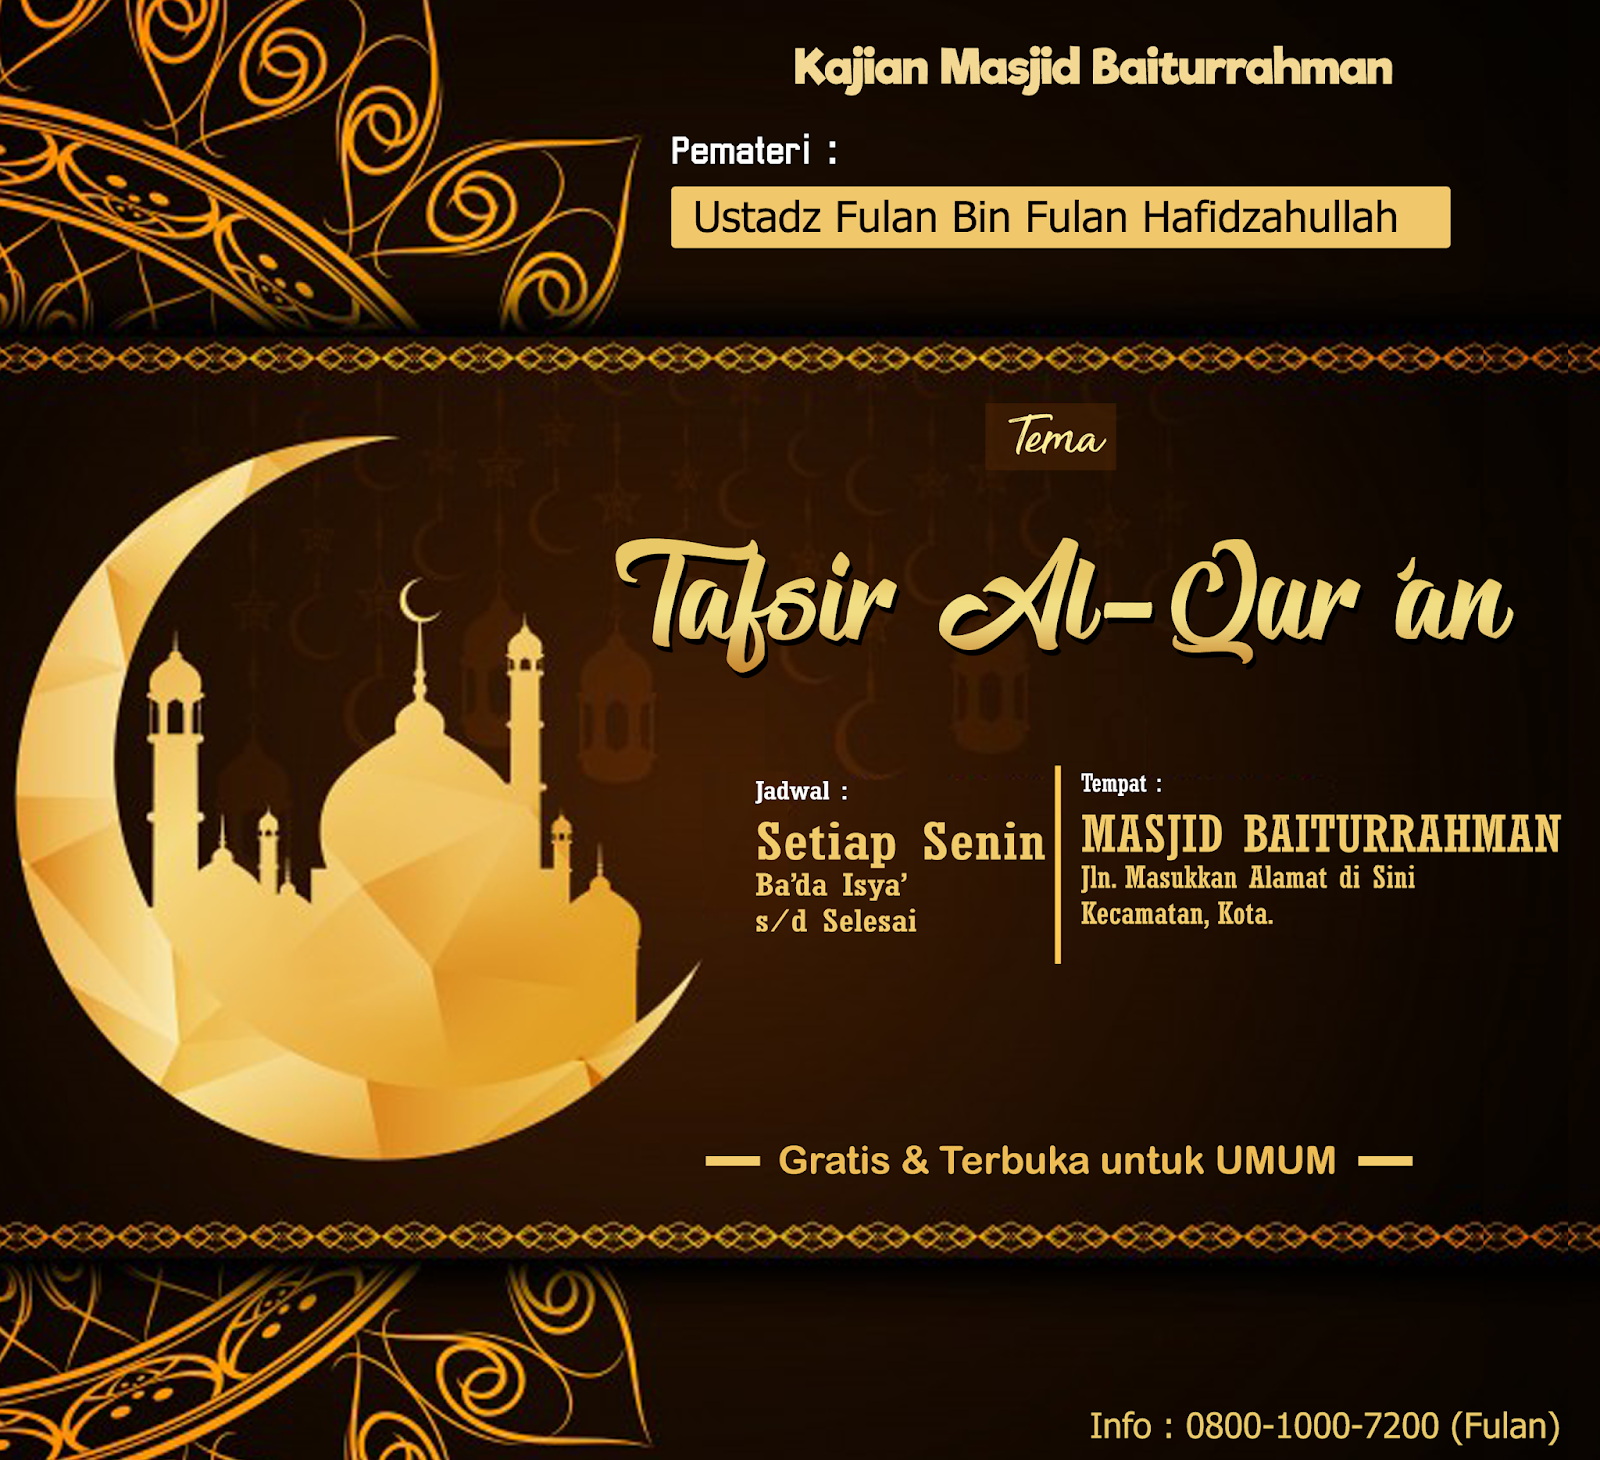 Kajian Masjid Baiturrahman
Pemateri :
Ustadz Fulan Bin Fulan Hafidzahullah
Tema
Tafsir Al-Qur'an
Jadwal :
Setiap Senin
Ba'da Isya'
s/d Selesai
Tempat :
MASJID BAITURRAHMAN
Jln. Masukkan Alamat di Sini
Kecamatan, Kota.
Gratis & Terbuka untuk UMUM
Info : 0800-1000-7200 (Fulan)